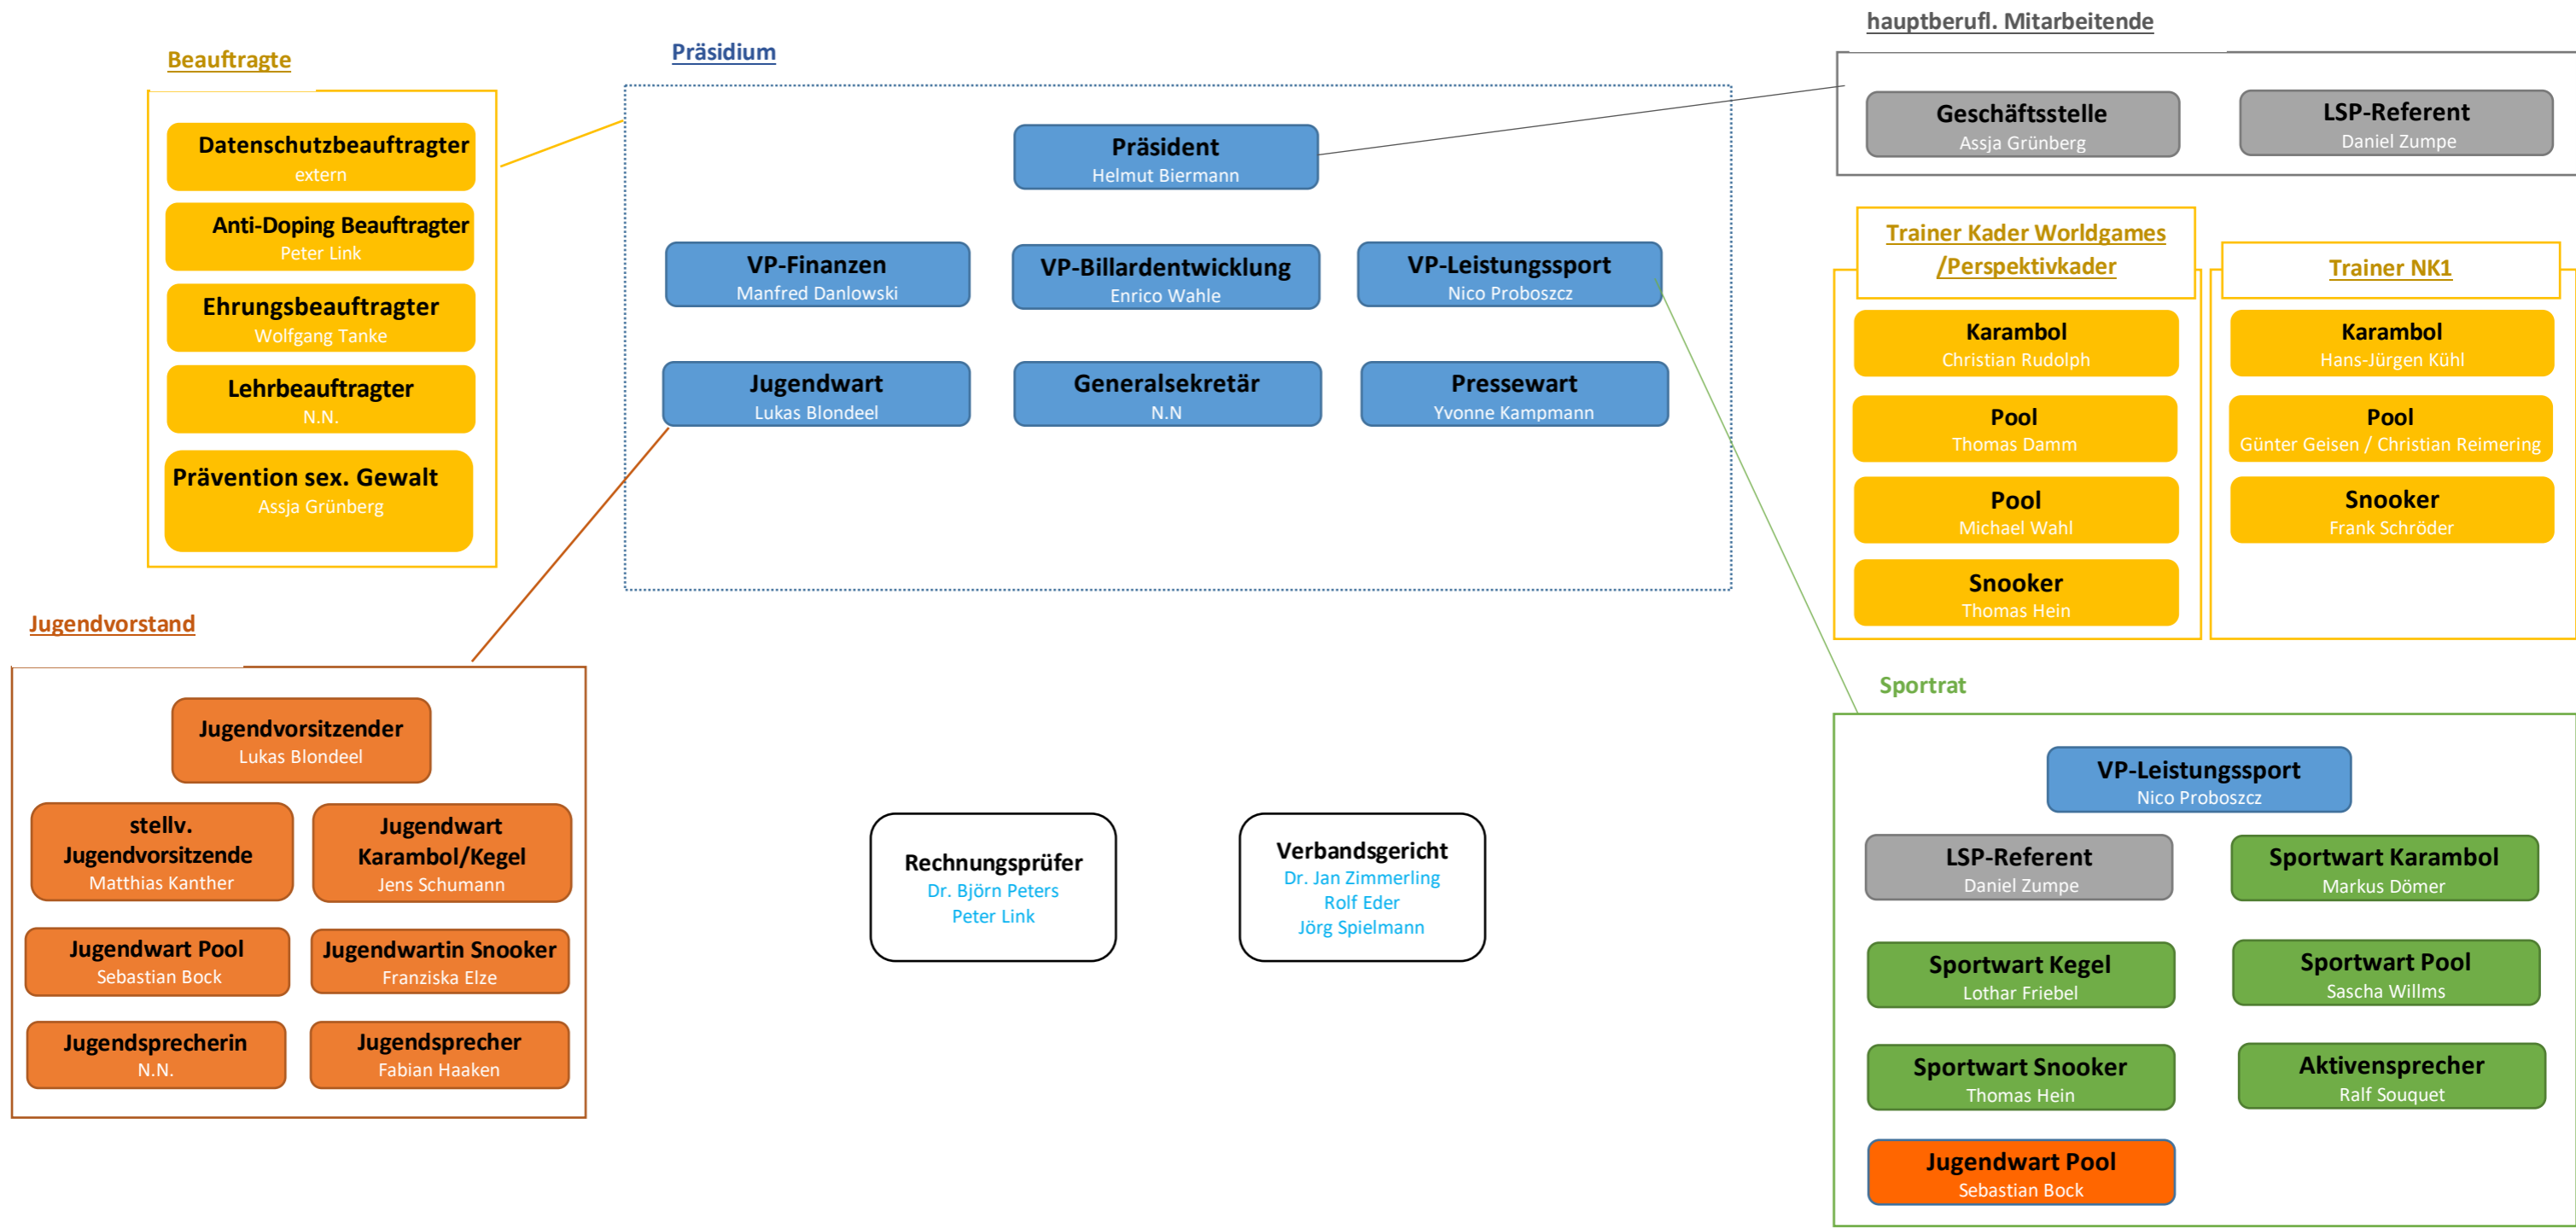 hauptberufl. Mitarbeitende
Geschäftsstelle
Assja Grünberg
LSP-Referent
Daniel Zumpe
Beauftragte
Datenschutzbeauftragter
extern
Anti-Doping Beauftragter
Peter Link
Ehrungsbeauftragter
Wolfgang Tanke
Lehrbeauftragter
N.N.
Prävention sex. Gewalt
Assja Grünberg
Präsidium
Präsident
Helmut Biermann
VP-Finanzen
Manfred Danlowski
VP-Billardentwicklung
Enrico Wahle
VP-Leistungssport
Nico Proboszcz
Jugendwart
Lukas Blondeel
Generalsekretär
N.N
Pressewart
Yvonne Kampmann
Trainer Kader Worldgames
/Perspektivkader
Karambol
Christian Rudolph
Pool
Thomas Damm
Pool
Michael Wahl
Snooker
Thomas Hein
Trainer NK1
Karambol
Hans-Jürgen Kühl
Pool
Günter Geisen / Christian Reimering
Snooker
Frank Schröder
Jugendvorstand
Jugendvorsitzender
Lukas Blondeel
stellv.
Jugendvorsitzende
Matthias Kanther
Jugendwart
Karambol/Kegel
Jens Schumann
Jugendwart Pool
Sebastian Bock
Jugendwartin Snooker
Franziska Elze
Jugendsprecherin
N.N.
Jugendsprecher
Fabian Haaken
Rechnungsprüfer
Dr. Björn Peters
Peter Link
Verbandsgericht
Dr. Jan Zimmerling
Rolf Eder
Jörg Spielmann
Sportrat
VP-Leistungssport
Nico Proboszcz
LSP-Referent
Daniel Zumpe
Sportwart Karambol
Markus Dömer
Sportwart Kegel
Lothar Friebel
Sportwart Pool
Sascha Willms
Sportwart Snooker
Thomas Hein
Aktivensprecher
Ralf Souquet
Jugendwart Pool
Sebastian Bock